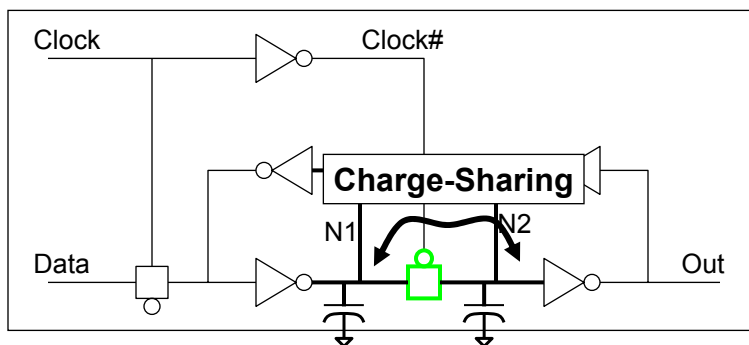 Clock
Clock#
Charge-Sharing
N1
N2
Data
Out